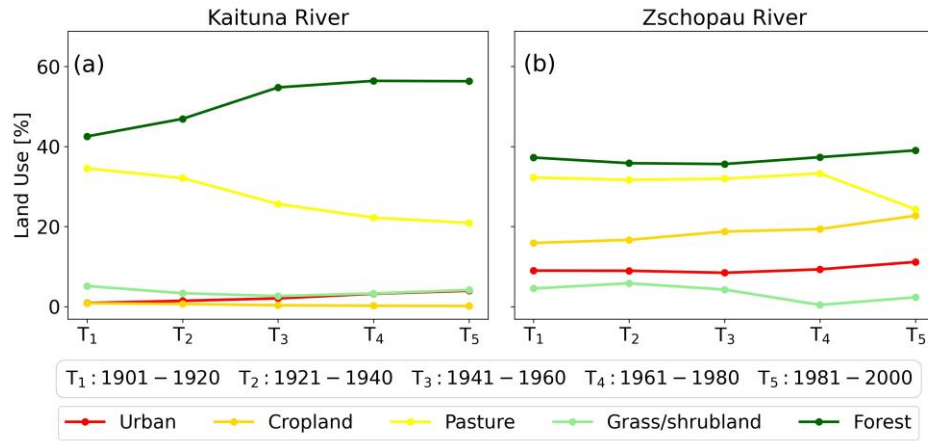 Kaituna River Zschopau River
(a) (b)
Land Use [%]
60
40
20
0
T₁ T₂ T₃ T₄ T₅ T₁ T₂ T₃ T₄ T₅
T₁ : 1901 − 1920 T₂ : 1921 − 1940 T₃ : 1941 − 1960 T₄ : 1961 − 1980 T₅ : 1981 − 2000
Urban Cropland Pasture Grass/shrubland Forest